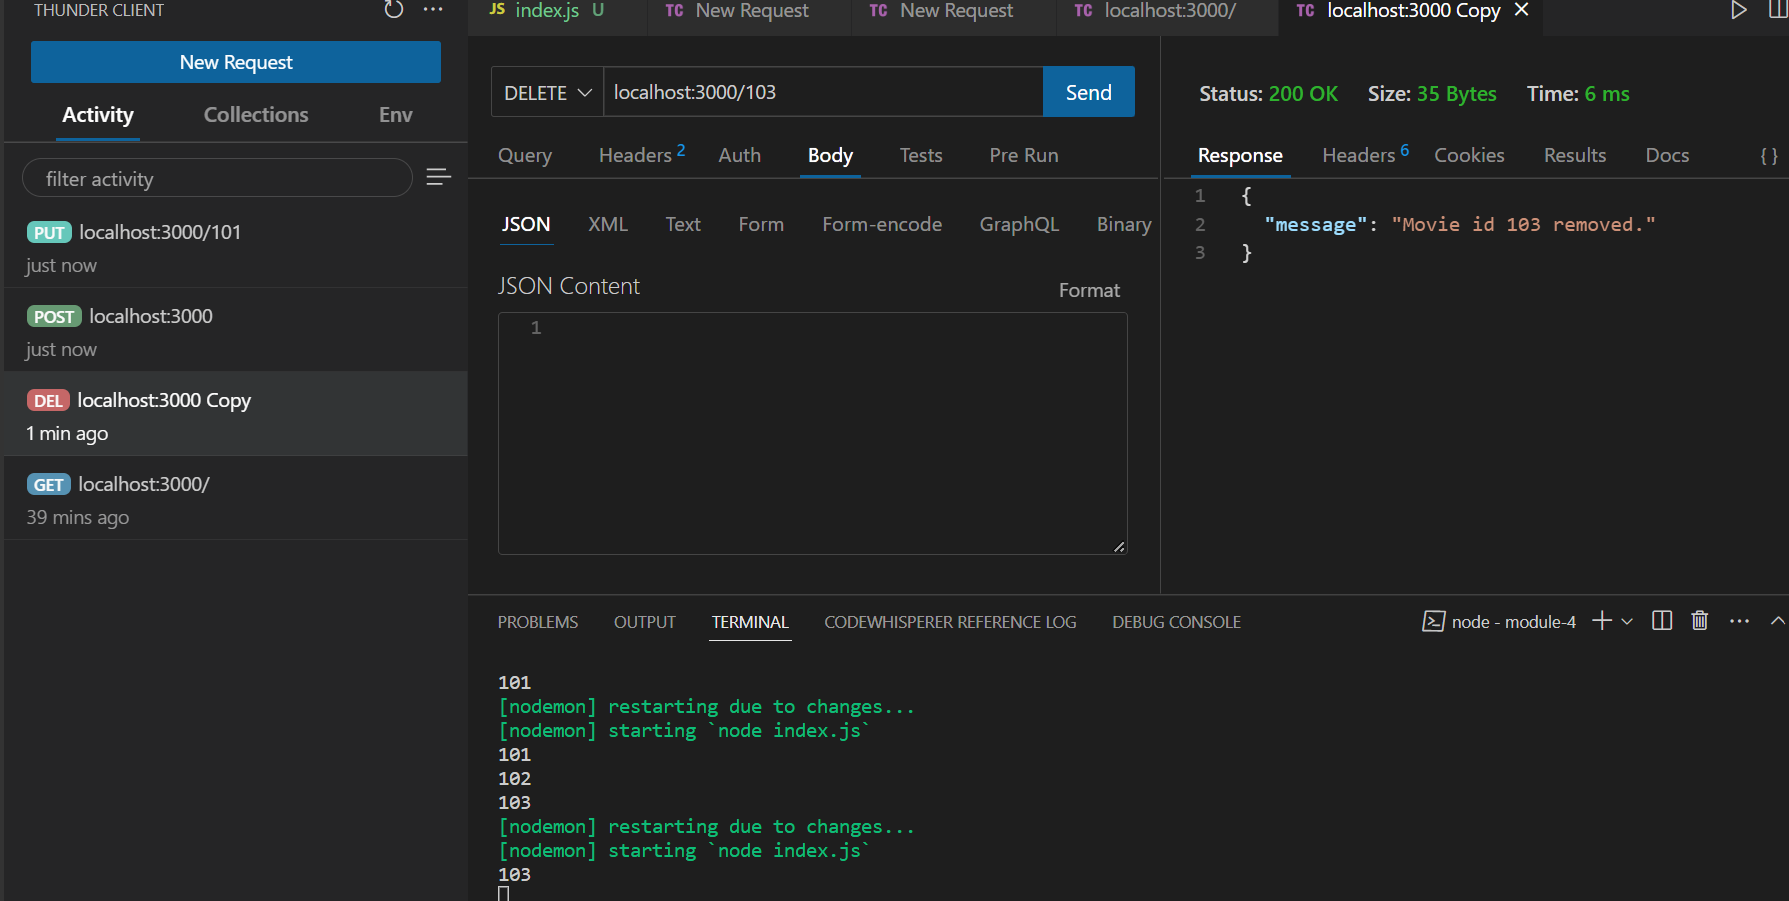 THUNDER CLIENT
New Request
Activity Collections Env
filter activity
PUT localhost:3000/101
just now
POST localhost:3000
just now
DEL localhost:3000 Copy
1 min ago
GET localhost:3000/
39 mins ago
JS index.js U TC New Request TC New Request TC localhost:3000/ TC localhost:3000 Copy
DELETE localhost:3000/103 Send
Query Headers 2 Auth Body Tests Pre Run
JSON XML Text Form Form-encode GraphQL Binary
JSON Content Format
1
Status: 200 OK Size: 35 Bytes Time: 6 ms
Response Headers 6 Cookies Results Docs { }
1 {
2 "message": "Movie id 103 removed."
3 }
PROBLEMS OUTPUT TERMINAL CODEWHISPERER REFERENCE LOG DEBUG CONSOLE node - module-4
101
[nodemon] restarting due to changes...
[nodemon] starting `node index.js`
101
102
103
[nodemon] restarting due to changes...
[nodemon] starting `node index.js`
103